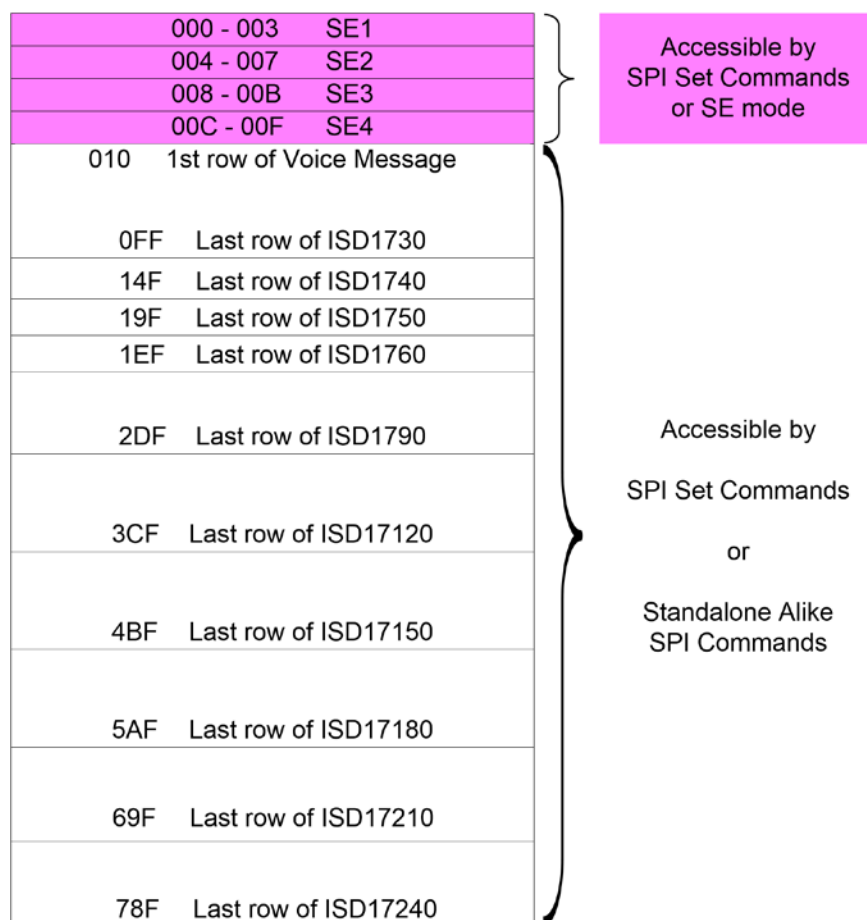 000 - 003 SE1
004 - 007 SE2
008 - 00B SE3
00C - 00F SE4
Accessible by
SPI Set Commands
or SE mode
010 1st row of Voice Message
0FF Last row of ISD1730
14F Last row of ISD1740
19F Last row of ISD1750
1EF Last row of ISD1760
2DF Last row of ISD1790
3CF Last row of ISD17120
4BF Last row of ISD17150
5AF Last row of ISD17180
69F Last row of ISD17210
78F Last row of ISD17240
Accessible by
SPI Set Commands
or
Standalone Alike
SPI Commands